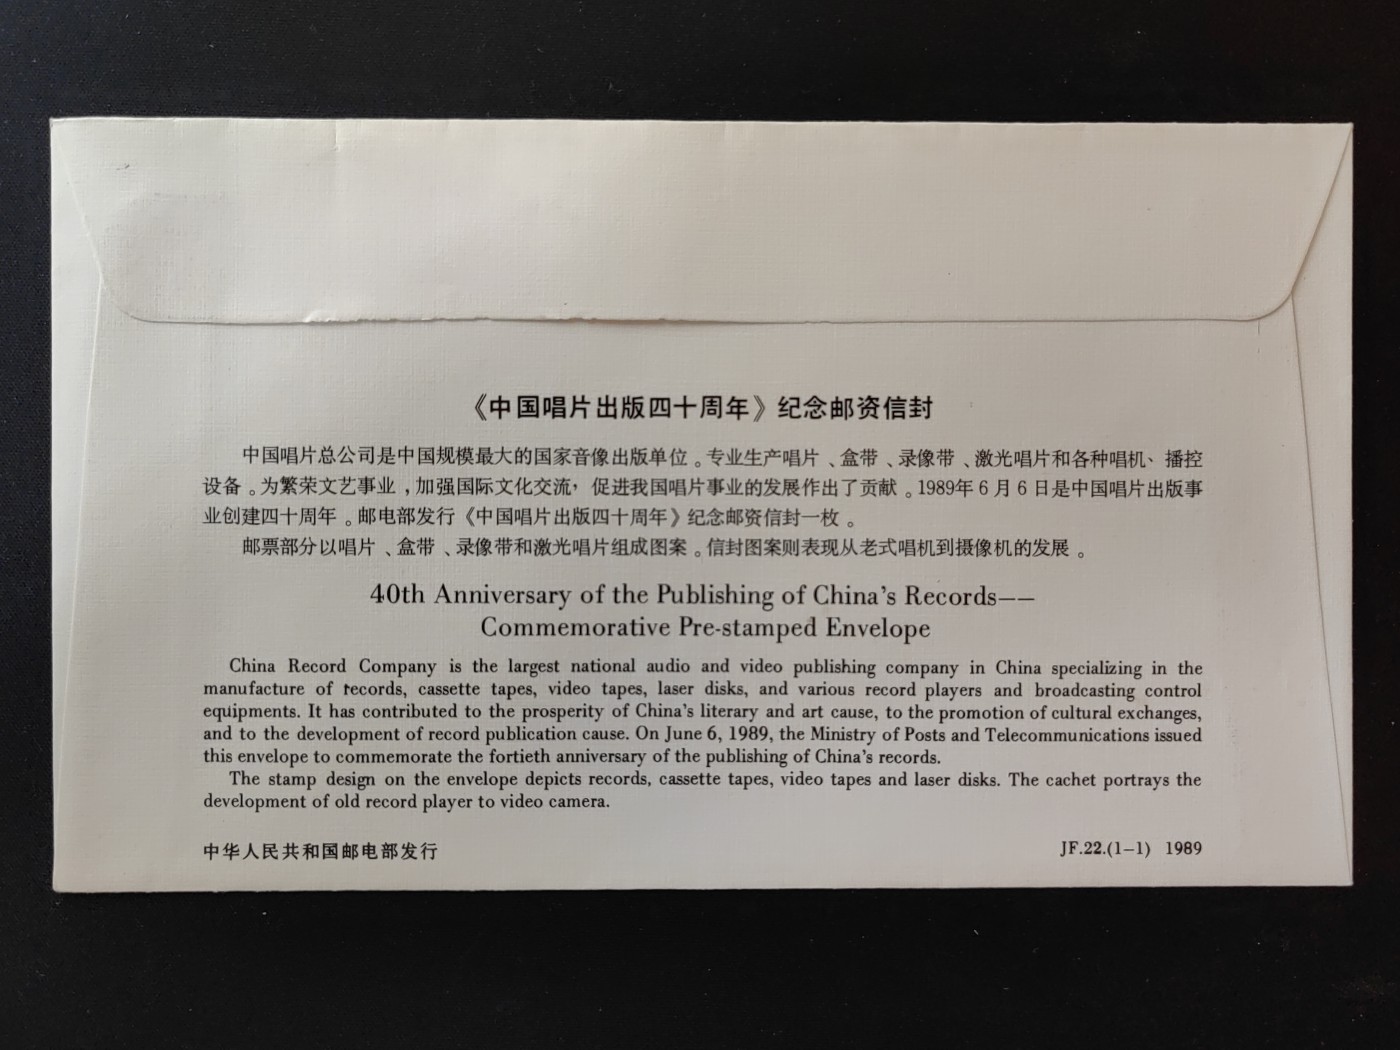 《中国唱片出版四十周年》纪念邮资信封
中国唱片总公司是中国规模最大的国家音像出版单位。专业生产唱片、盒带、录像带、激光唱片和各种唱机、播控
设备。为繁荣文艺事业，加强国际文化交流，促进我国唱片事业的发展作出了贡献。1989年6月6日是中国唱片出版事
业创建四十周年。邮电部发行《中国唱片出版四十周年》纪念邮资信封一枚。
邮票部分以唱片、盒带、录像带和激光唱片组成图案。信封图案则表现从老式唱机到摄像机的发展。
40th Anniversary of the Publishing of China's Records——
Commemorative Pre-stamped Envelope
China Record Company is the largest national audio and video publishing company in China specializing in the
manufacture of records, cassette tapes, video tapes, laser disks, and various record players and broadcasting control
equipments. It has contributed to the prosperity of China's literary and art cause, to the promotion of cultural exchanges,
and to the development of record publication cause. On June 6, 1989, the Ministry of Posts and Telecommunications issued
this envelope to commemorate the fortieth anniversary of the publishing of China's records.
The stamp design on the envelope depicts records, cassette tapes, video tapes and laser disks. The cachet portrays the
development of old record player to video camera.
中华人民共和国邮电部发行 JF.22.(1-1) 1989